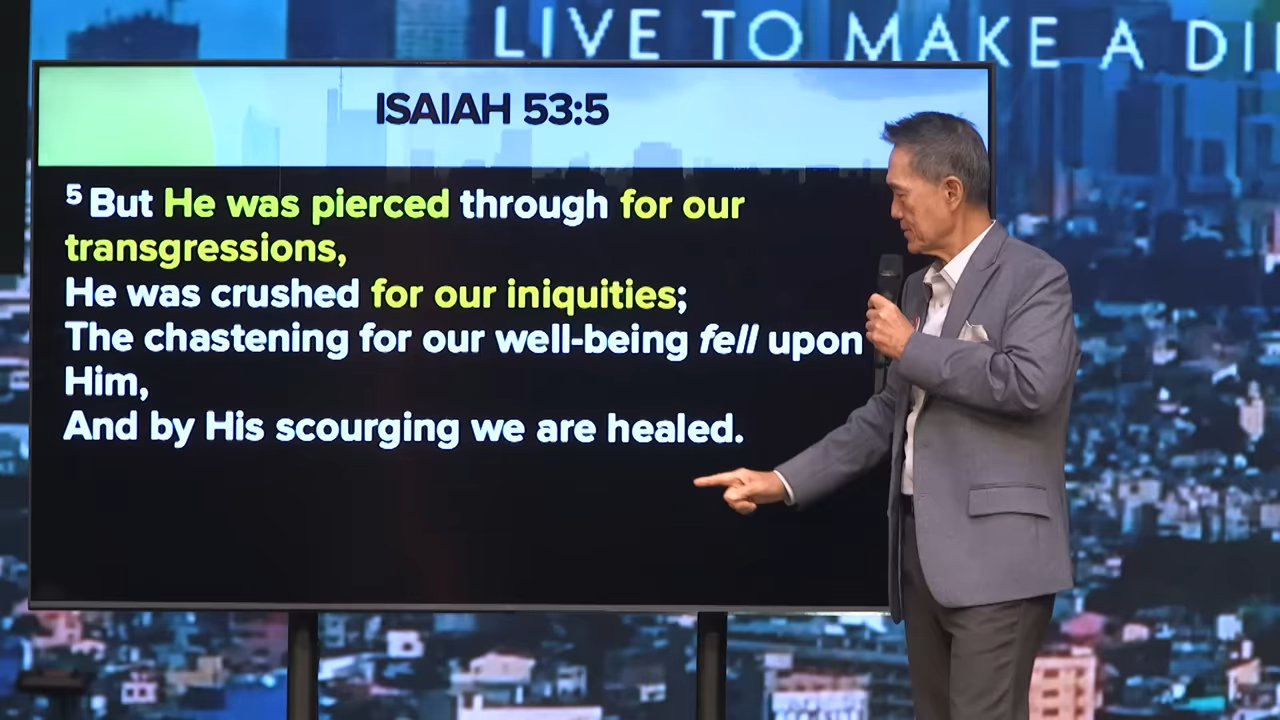 LIVE TO MAKE A DI
ISAIAH 53:5
5 But He was pierced through for our
transgressions,
He was crushed for our iniquities;
The chastening for our well-being fell upon
Him,
And by His scourging we are healed.